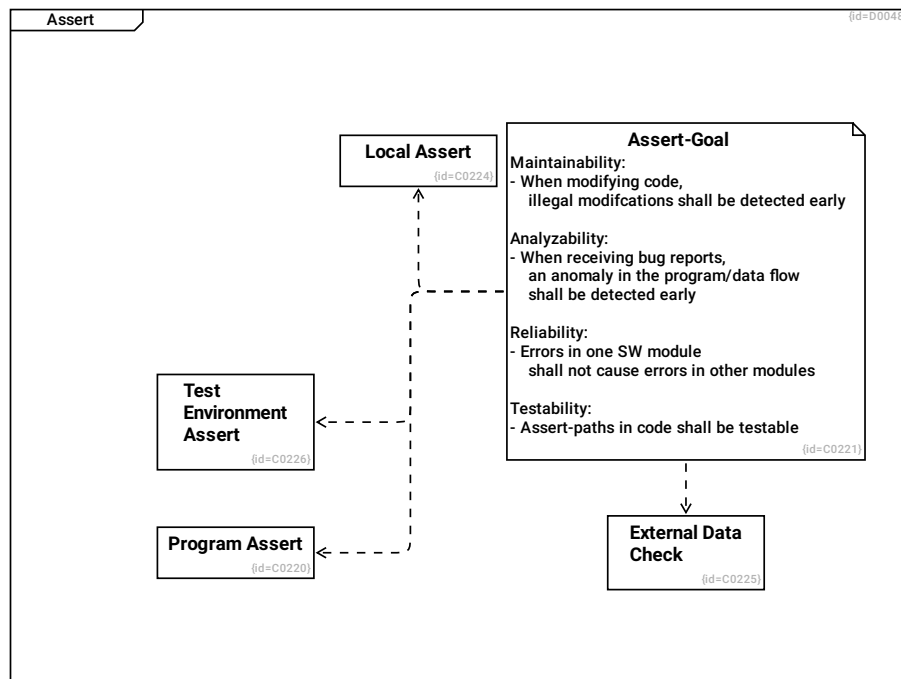 Assert
{id=D0048
Local Assert
{id=C0224}
Assert-Goal
Maintainability:
- When modifying code,
illegal modifcations shall be detected early
Analyzability:
- When receiving bug reports,
an anomaly in the program/data flow
shall be detected early
Reliability:
- Errors in one SW module
shall not cause errors in other modules
Testability:
- Assert-paths in code shall be testable
{id=C0221}
Test
Environment
Assert
{id=C0226}
Program Assert
{id=C0220}
External Data
Check
{id=C0225}